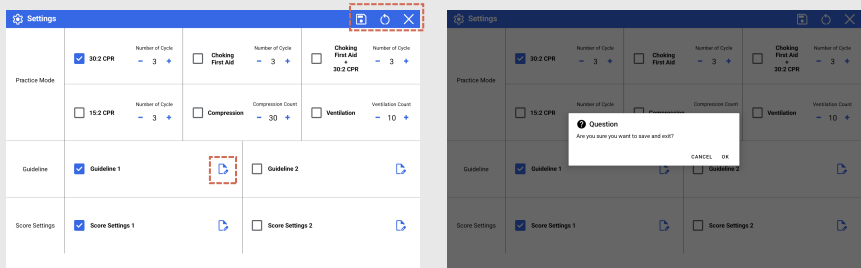 Settings
Practice Mode
30:2 CPR
Number of Cycle
- 3 +
Choking
First Aid
Number of Cycle
- 3 +
Choking
First Aid
+
30:2 CPR
Number of Cycle
- 3 +
15:2 CPR
Number of Cycle
- 3 +
Compression
Compression Count
- 30 +
Ventilation
Ventilation Count
- 10 +
Guideline
Guideline 1
Guideline 2
Score Settings
Score Settings 1
Score Settings 2
Settings
Practice Mode
30:2 CPR
Number of Cycle
- 3 +
Choking
First Aid
Number of Cycle
- 3 +
Choking
First Aid
+
30:2 CPR
Number of Cycle
- 3 +
15:2 CPR
Number of Cycle
Compression Count
Ventilation
Ventilation Count
- 10 +
Question
Are you sure you want to save and exit?
CANCEL OK
Guideline
Guideline 1
Guideline 2
Score Settings
Score Settings 1
Score Settings 2